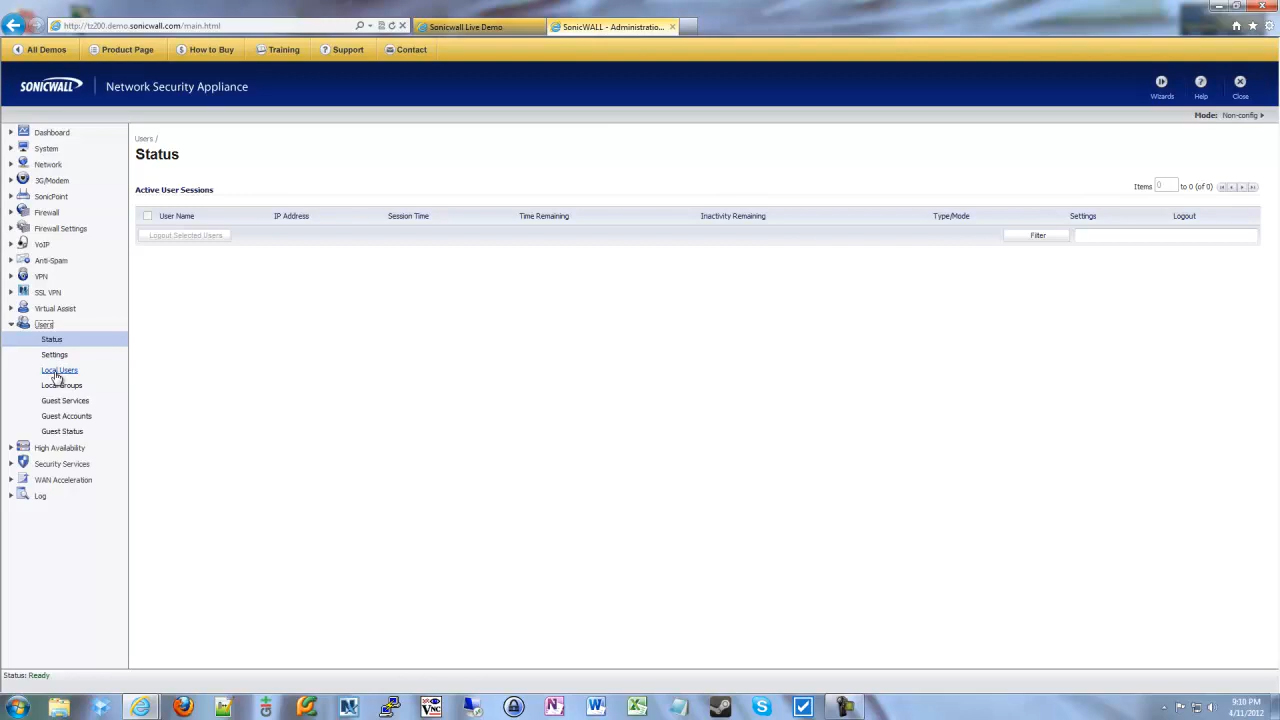 http://tz200.demo.sonicwall.com/main.html
Sonicwall Live Demo
SonicWALL - Administratio...
All Demos
Product Page
How to Buy
Training
Support
Contact
SONICWALL
Network Security Appliance
Wizards
Help
Close
Mode: Non-config
Dashboard
System
Network
3G/Modem
SonicPoint
Firewall
Firewall Settings
VoIP
Anti-Spam
VPN
SSL VPN
Virtual Assist
Users
Status
Settings
Local Users
Local Groups
Guest Services
Guest Accounts
Guest Status
High Availability
Security Services
WAN Acceleration
Log
Users /
Status
Active User Sessions
Items 0 to 0 (of 0)
User Name IP Address Session Time Time Remaining Inactivity Remaining Type/Mode Settings Logout
Logout Selected Users
Filter
Status: Ready
9:10 PM
4/11/2012